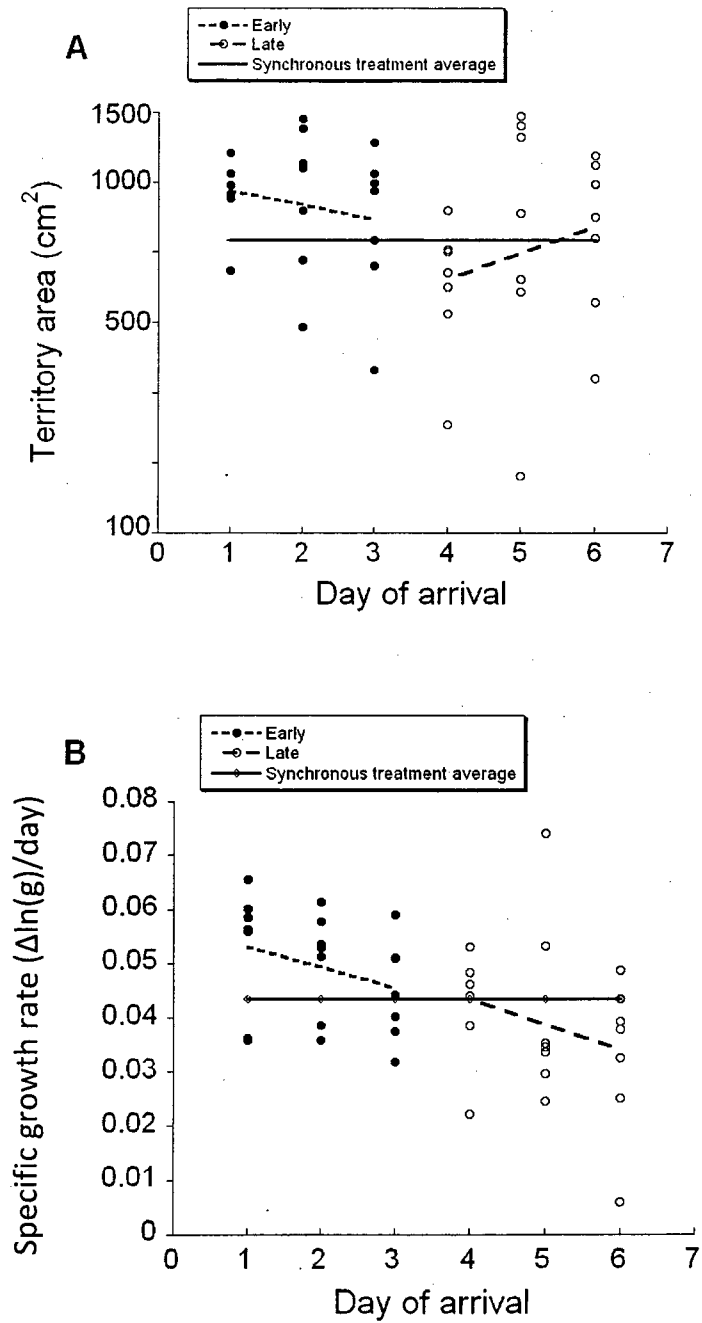 A
Early
Late
Synchronous treatment average
Territory area (cm²)
1500
1000
500
100
0 1 2 3 4 5 6 7
Day of arrival
B
Early
Late
Synchronous treatment average
Specific growth rate (Δln(g)/day)
0.08
0.07
0.06
0.05
0.04
0.03
0.02
0.01
0
0 1 2 3 4 5 6 7
Day of arrival